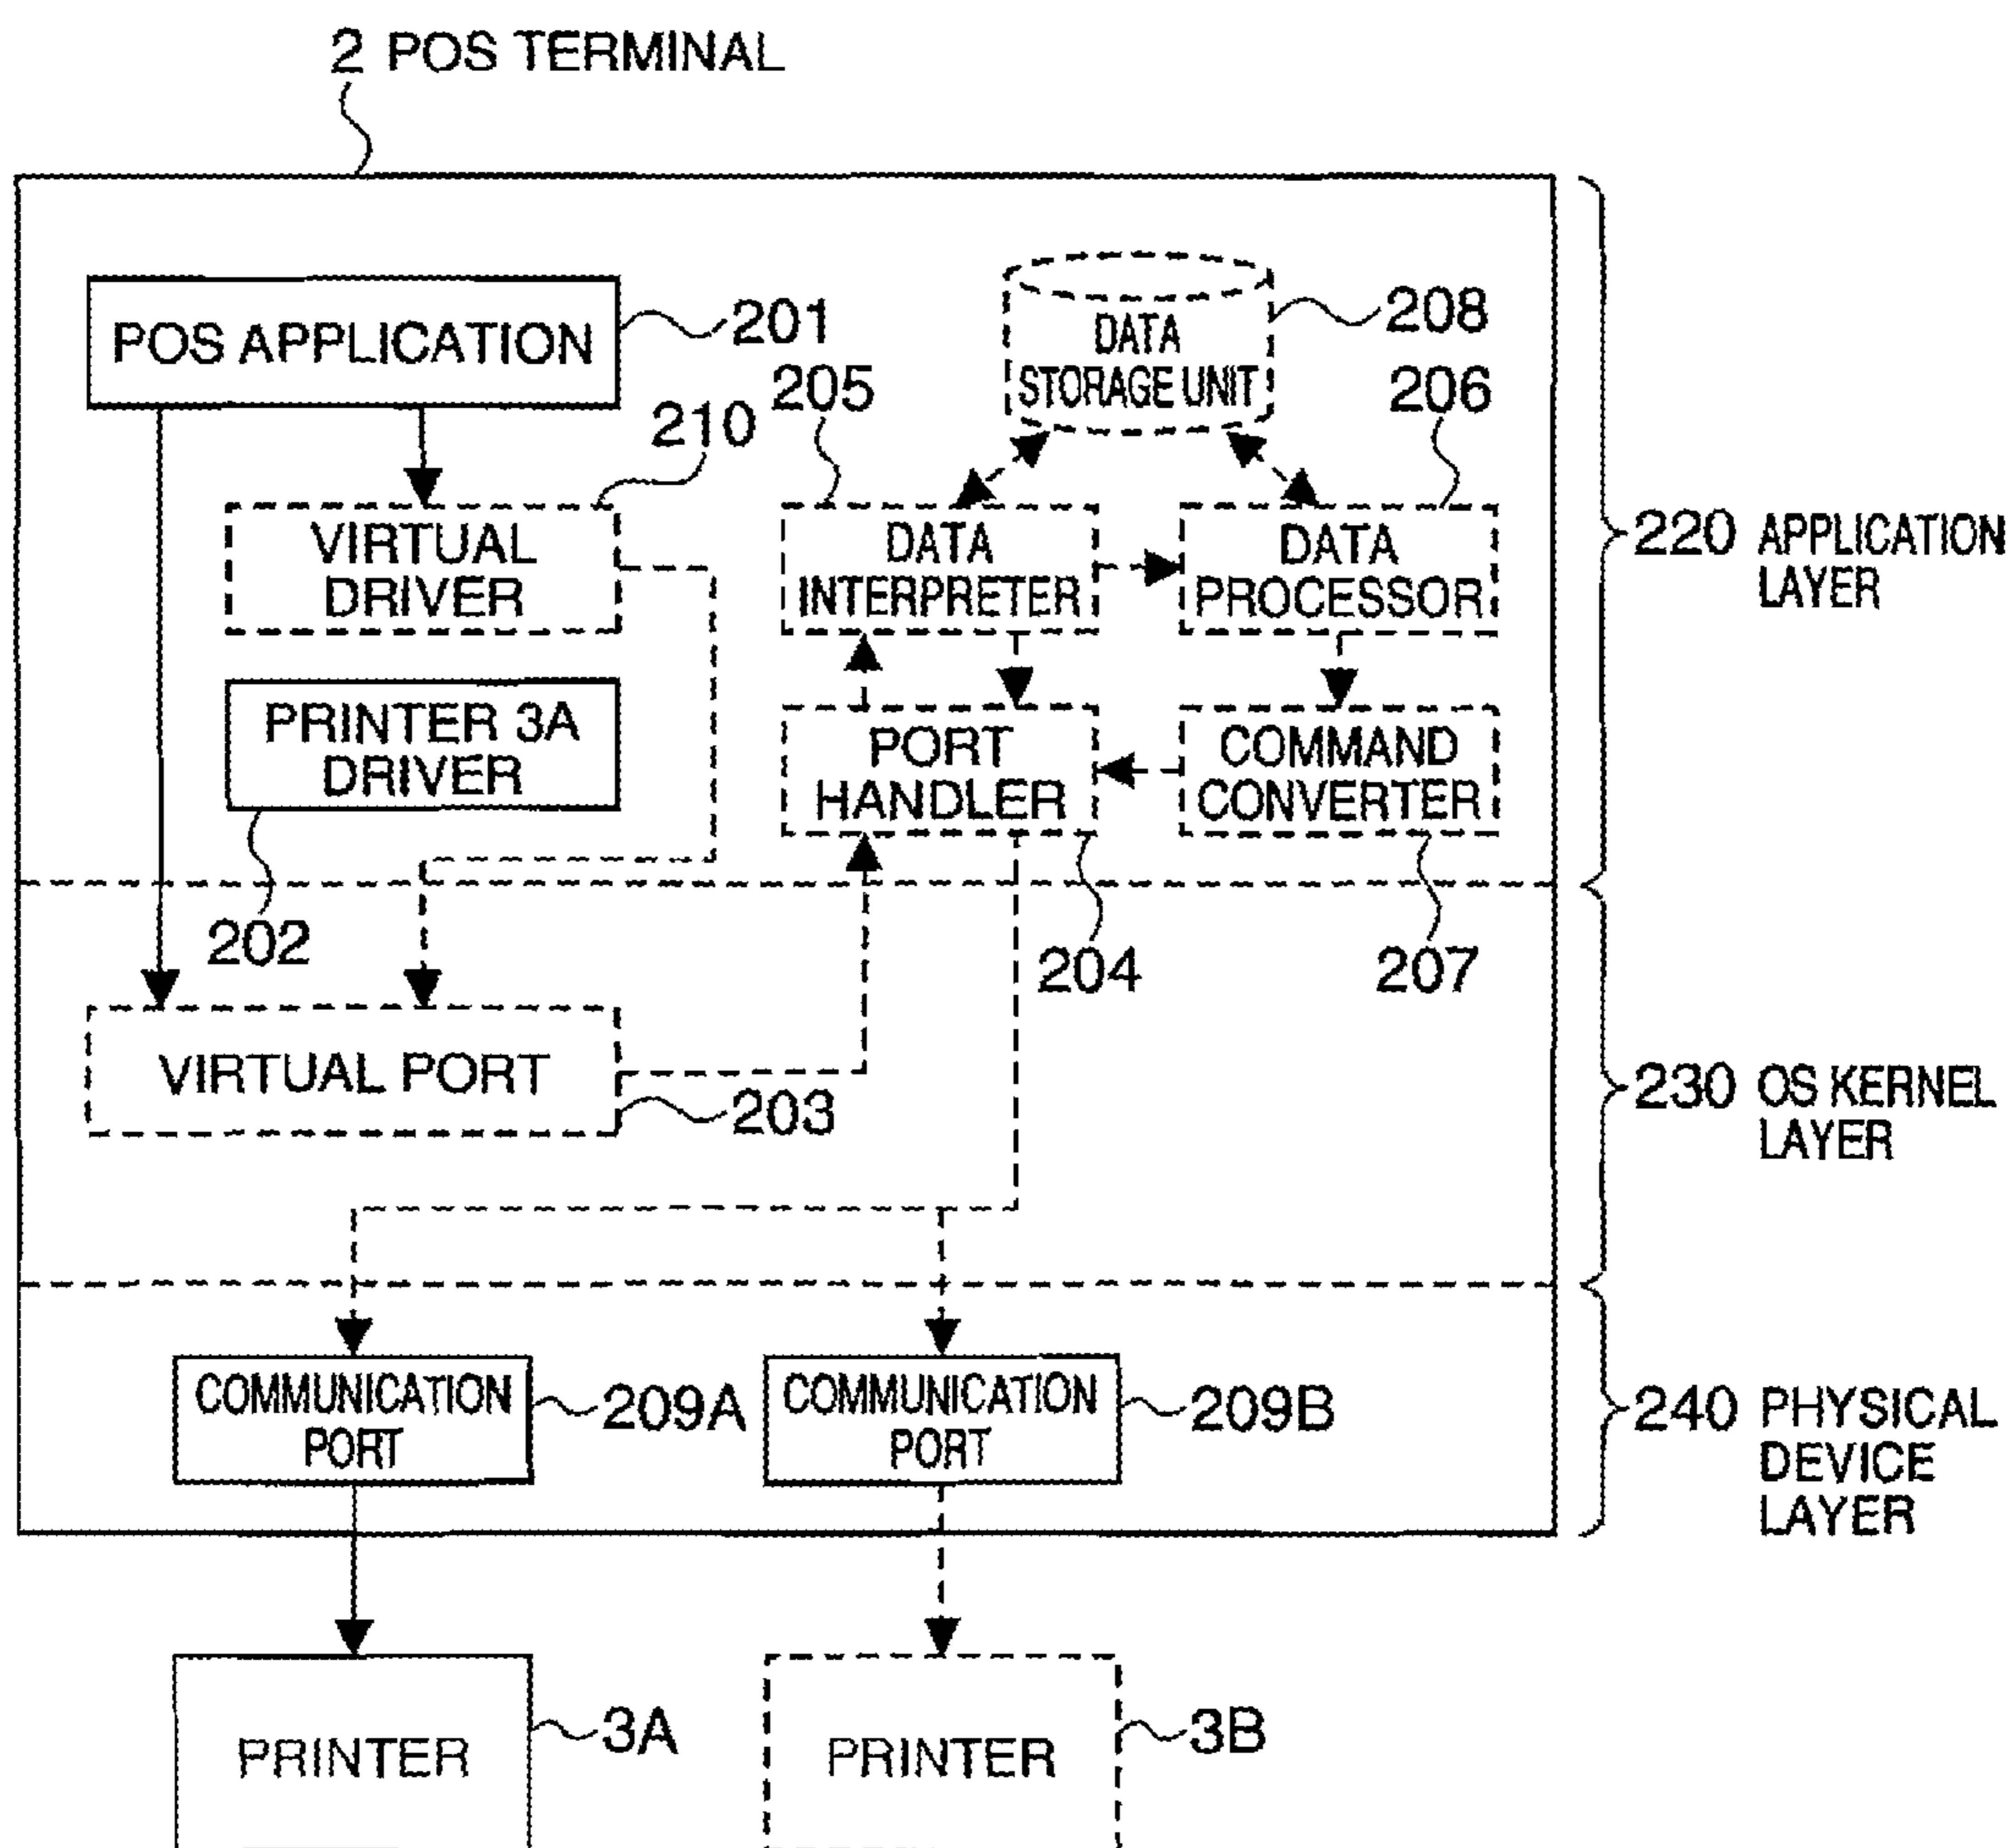 2 POS TERMINAL
POS APPLICATION
201
DATA
STORAGE UNIT
208
205
206
210
VIRTUAL
DRIVER
DATA
INTERPRETER
DATA
PROCESSOR
220 APPLICATION
LAYER
PRINTER 3A
DRIVER
PORT
HANDLER
COMMAND
CONVERTER
202
204
207
VIRTUAL PORT
203
230 OS KERNEL
LAYER
COMMUNICATION
PORT
209A
COMMUNICATION
PORT
209B
240 PHYSICAL
DEVICE
LAYER
PRINTER
3A
PRINTER
3B